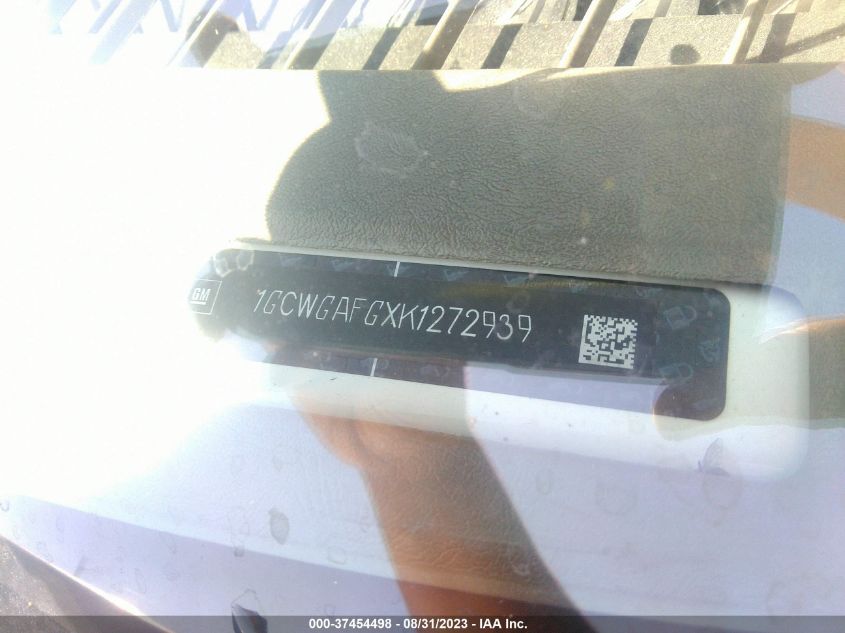 GM
1GCWGAFGXK1272939
000-37454498 - 08/31/2023 - IAA Inc.